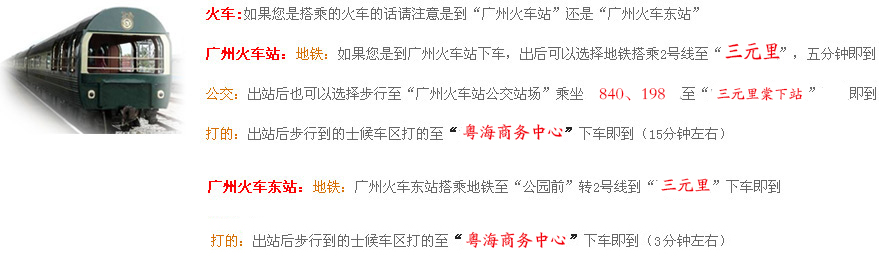 火车:如果您是搭乘的火车的话请注意是到“广州火车站”还是“广州火车东站”
广州火车站：地铁：如果您是到广州火车站下车，出后可以选择地铁搭乘2号线至“三元里”，五分钟即到
公交：出站后也可以选择步行至“广州火车站公交站场”乘坐 840、198 至“三元里棠下站 ” 即到
打的：出站后步行到的士候车区打的至“粤海商务中心”下车即到（15分钟左右）
广州火车东站：地铁：广州火车东站搭乘地铁至“公园前”转2号线到“三元里”下车即到
打的：出站后步行到的士候车区打的至“粤海商务中心”下车即到（3分钟左右）